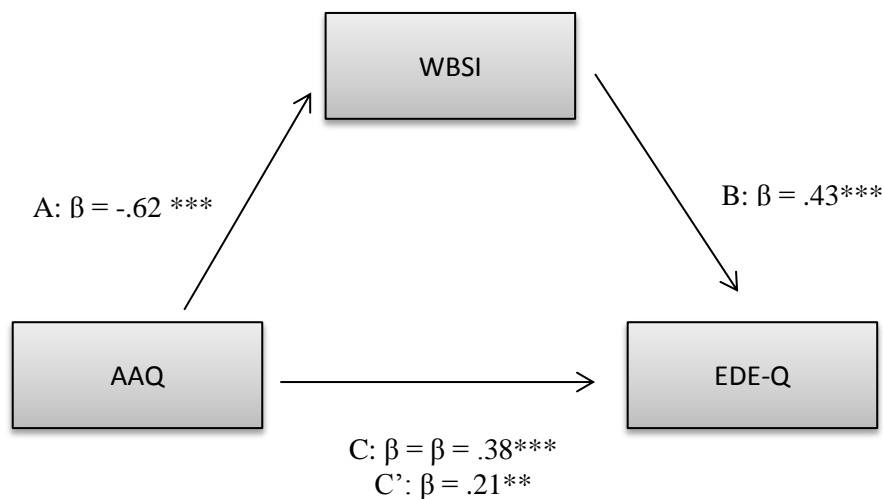 WBSI
A: β = -.62 ***
B: β = .43***
AAQ
EDE-Q
C: β = β = .38***
C’: β = .21**